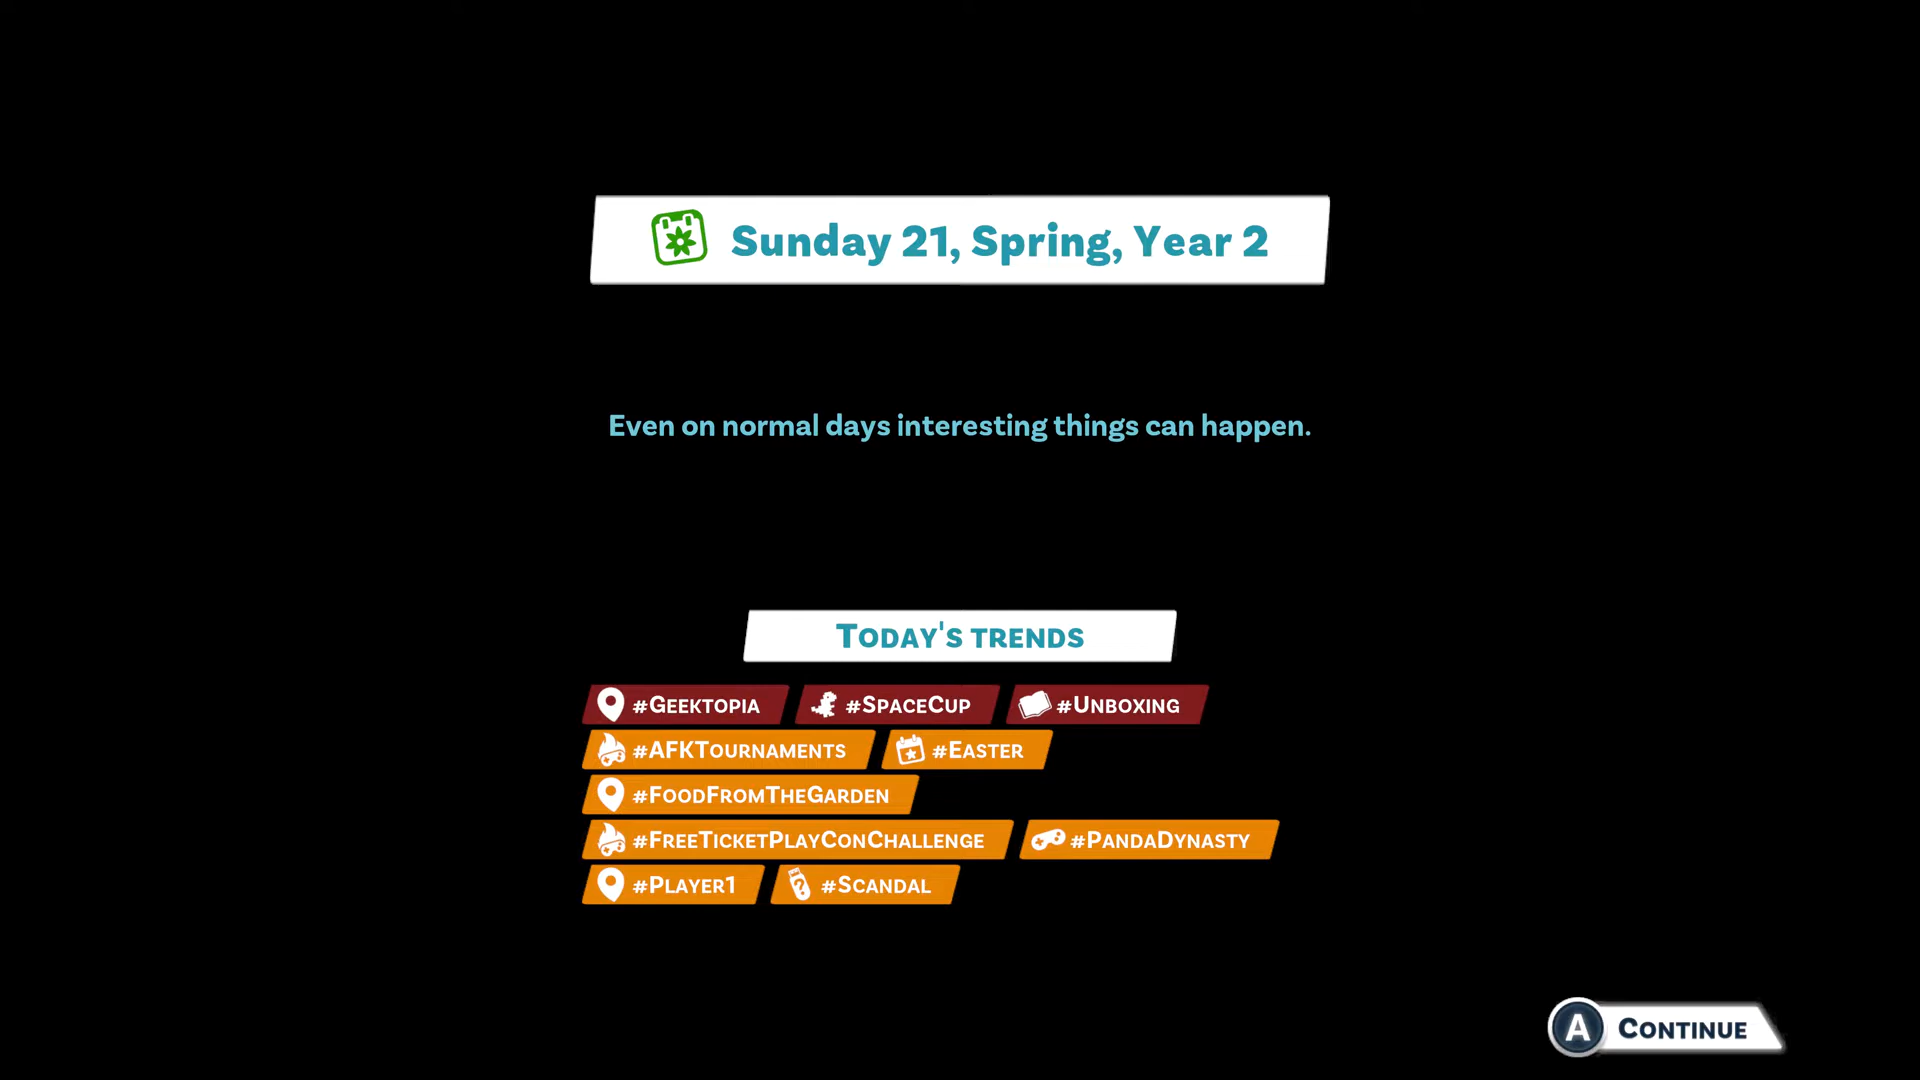 Sunday 21, Spring, Year 2
Even on normal days interesting things can happen.
Today's trends
#Geektopia #SpaceCup #Unboxing
#AFKTournaments #Easter
#FoodFromTheGarden
#FreeTicketPlayConChallenge #PandaDynasty
#Player1 ? #Scandal
A Continue